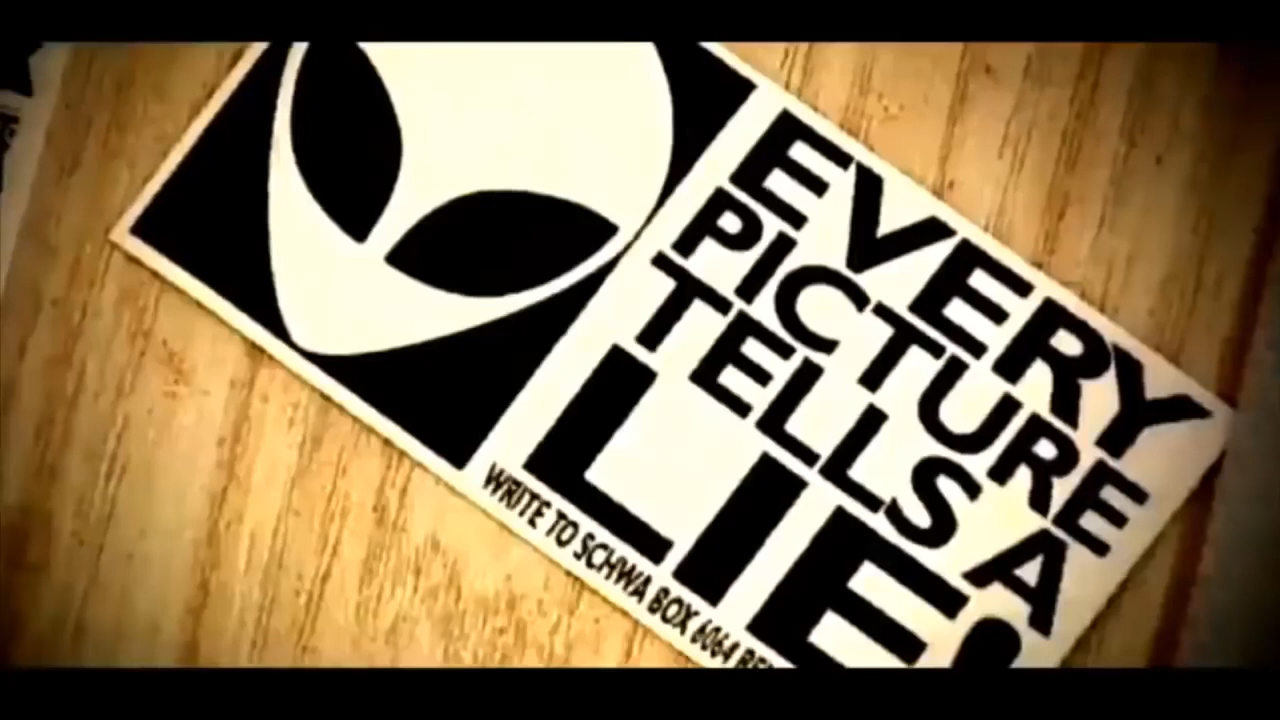 EVERY
PICTURE
TELLS A
LIE!
WRITE TO SCHWA BOX 6064